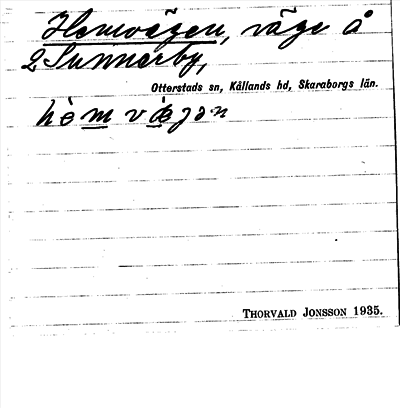 Hemvägen, väge å
2 Sunnerby,
Otterstads sn, Kållands hd, Skaraborgs län.
hèm vägən
THORVALD JONSSON 1935.